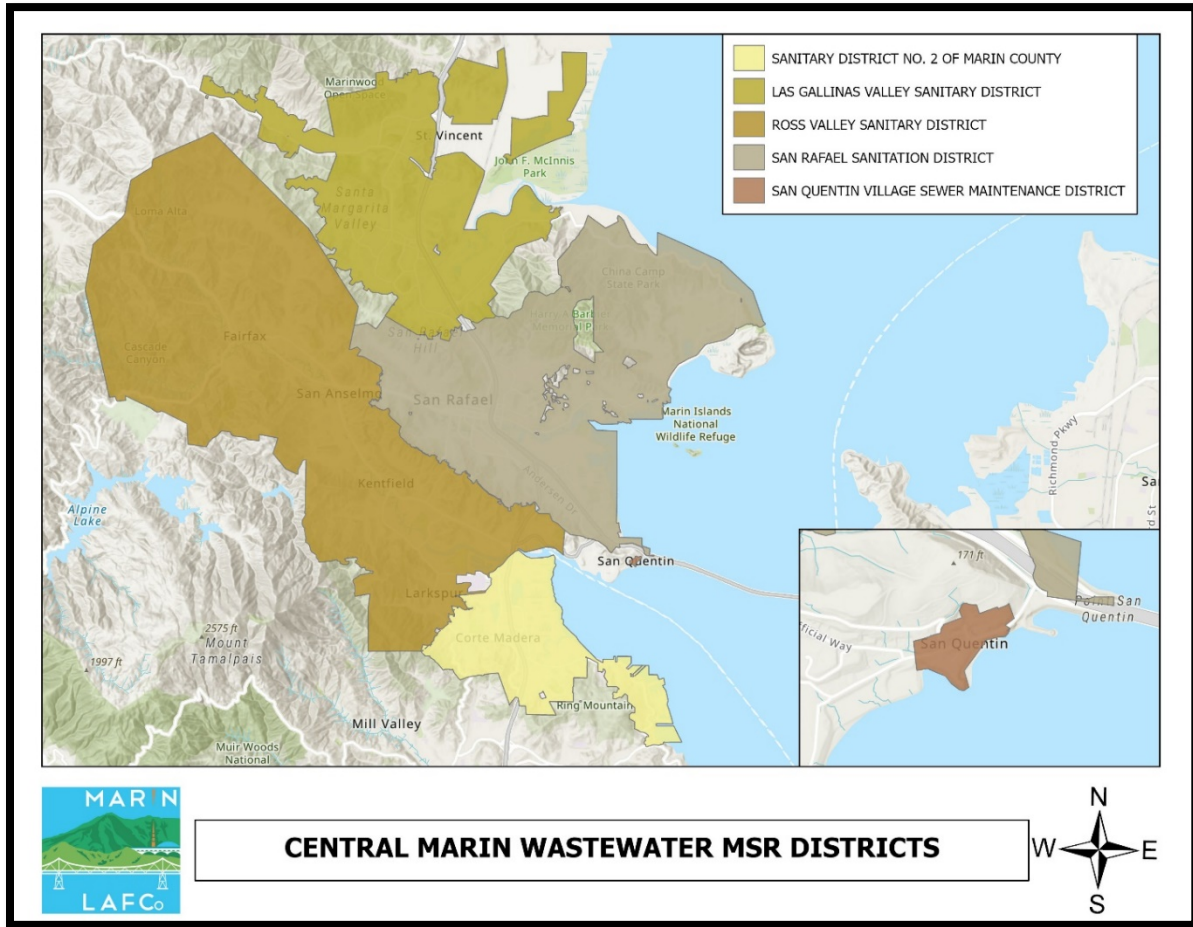 SANITARY DISTRICT NO. 2 OF MARIN COUNTY
LAS GALLINAS VALLEY SANITARY DISTRICT
ROSS VALLEY SANITARY DISTRICT
SAN RAFAEL SANITATION DISTRICT
SAN QUENTIN VILLAGE SEWER MAINTENANCE DISTRICT
Marinwood
St. Vincent
John F. McInnis
Park
Santa
Margarita
Valley
Loma Alta
China Camp
State Park
Fairfax
Cascade
Canyon
San Anselmo
San Rafael
Marin Islands
National
Wildlife Refuge
Richmond Pkwy
Kentfield
Andersen Dr
Alpine
Lake
San Quentin
Larkspur
Corte Madera
2575 ft
Mount
Tamalpais
1997 ft
Ring Mountain
Mill Valley
Muir Woods
National
171 ft
Point San
Quentin
San Quentin
Way
MARIN
LAFCo
CENTRAL MARIN WASTEWATER MSR DISTRICTS
N
W
E
S